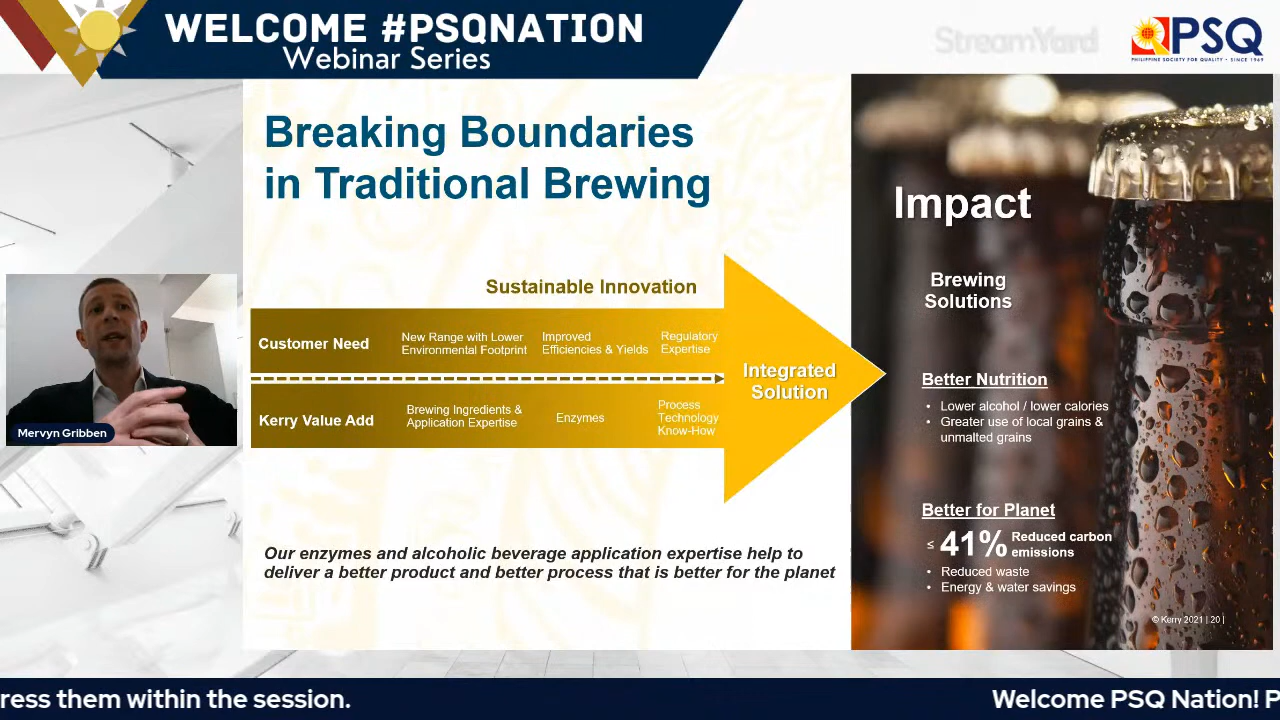 WELCOME #PSQNATION
Webinar Series
StreamYard
PSQ
PHILIPPINE SOCIETY FOR QUALITY - SINCE 1969
Breaking Boundaries
in Traditional Brewing
Sustainable Innovation
Customer Need
New Range with Lower
Environmental Footprint
Improved
Efficiencies & Yields
Regulatory
Expertise
Kerry Value Add
Brewing Ingredients &
Application Expertise
Enzymes
Process
Technology
Know-How
Integrated
Solution
Our enzymes and alcoholic beverage application expertise help to
deliver a better product and better process that is better for the planet
Impact
Brewing
Solutions
Better Nutrition
• Lower alcohol / lower calories
• Greater use of local grains &
unmalted grains
Better for Planet
≤ 41% Reduced carbon
emissions
• Reduced waste
• Energy & water savings
© Kerry 2021 | 20 |
Mervyn Gribben
ress them within the session.
Welcome PSQ Nation! P